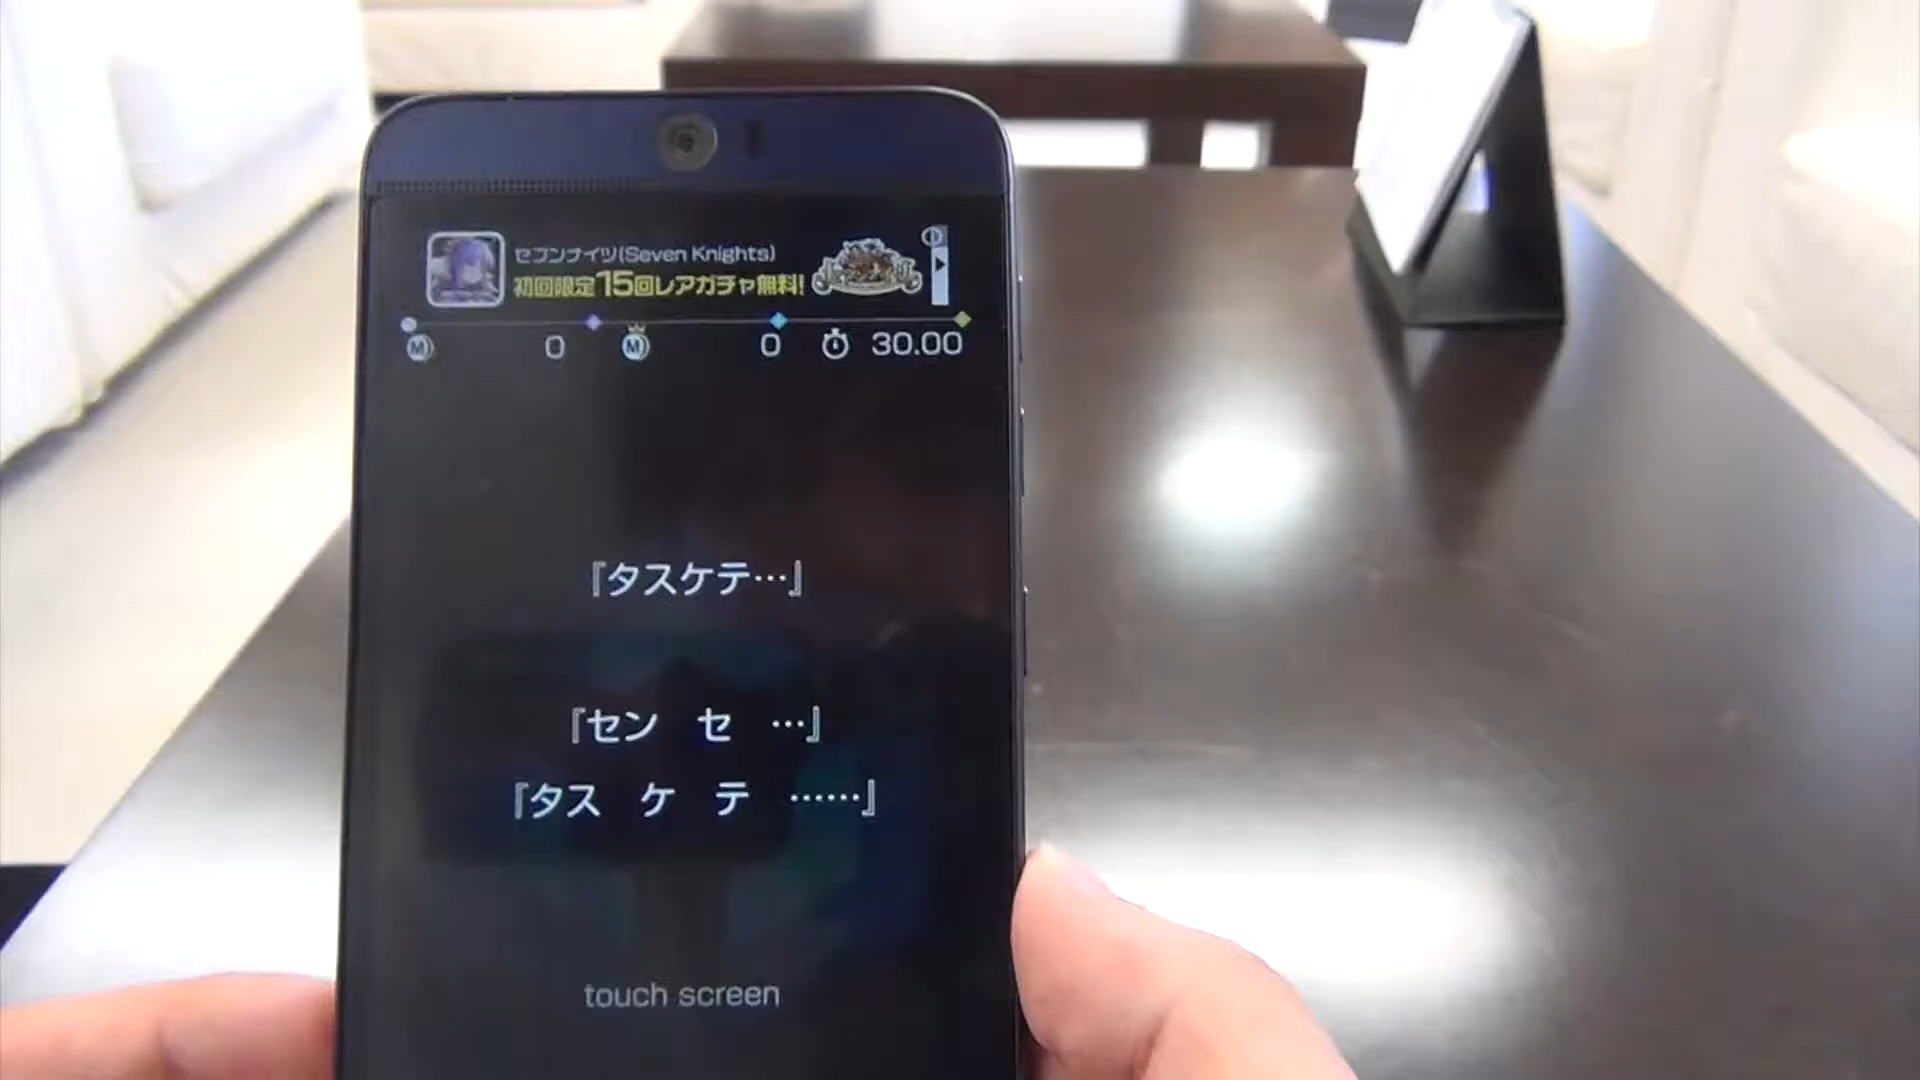 セブンナイツ(Seven Knights)
初回限定15回レアガチャ無料!
M 0 M 0 30.00
『タスケテ…』
『セン　セ　…』
『タス　ケ　テ　……』
touch screen